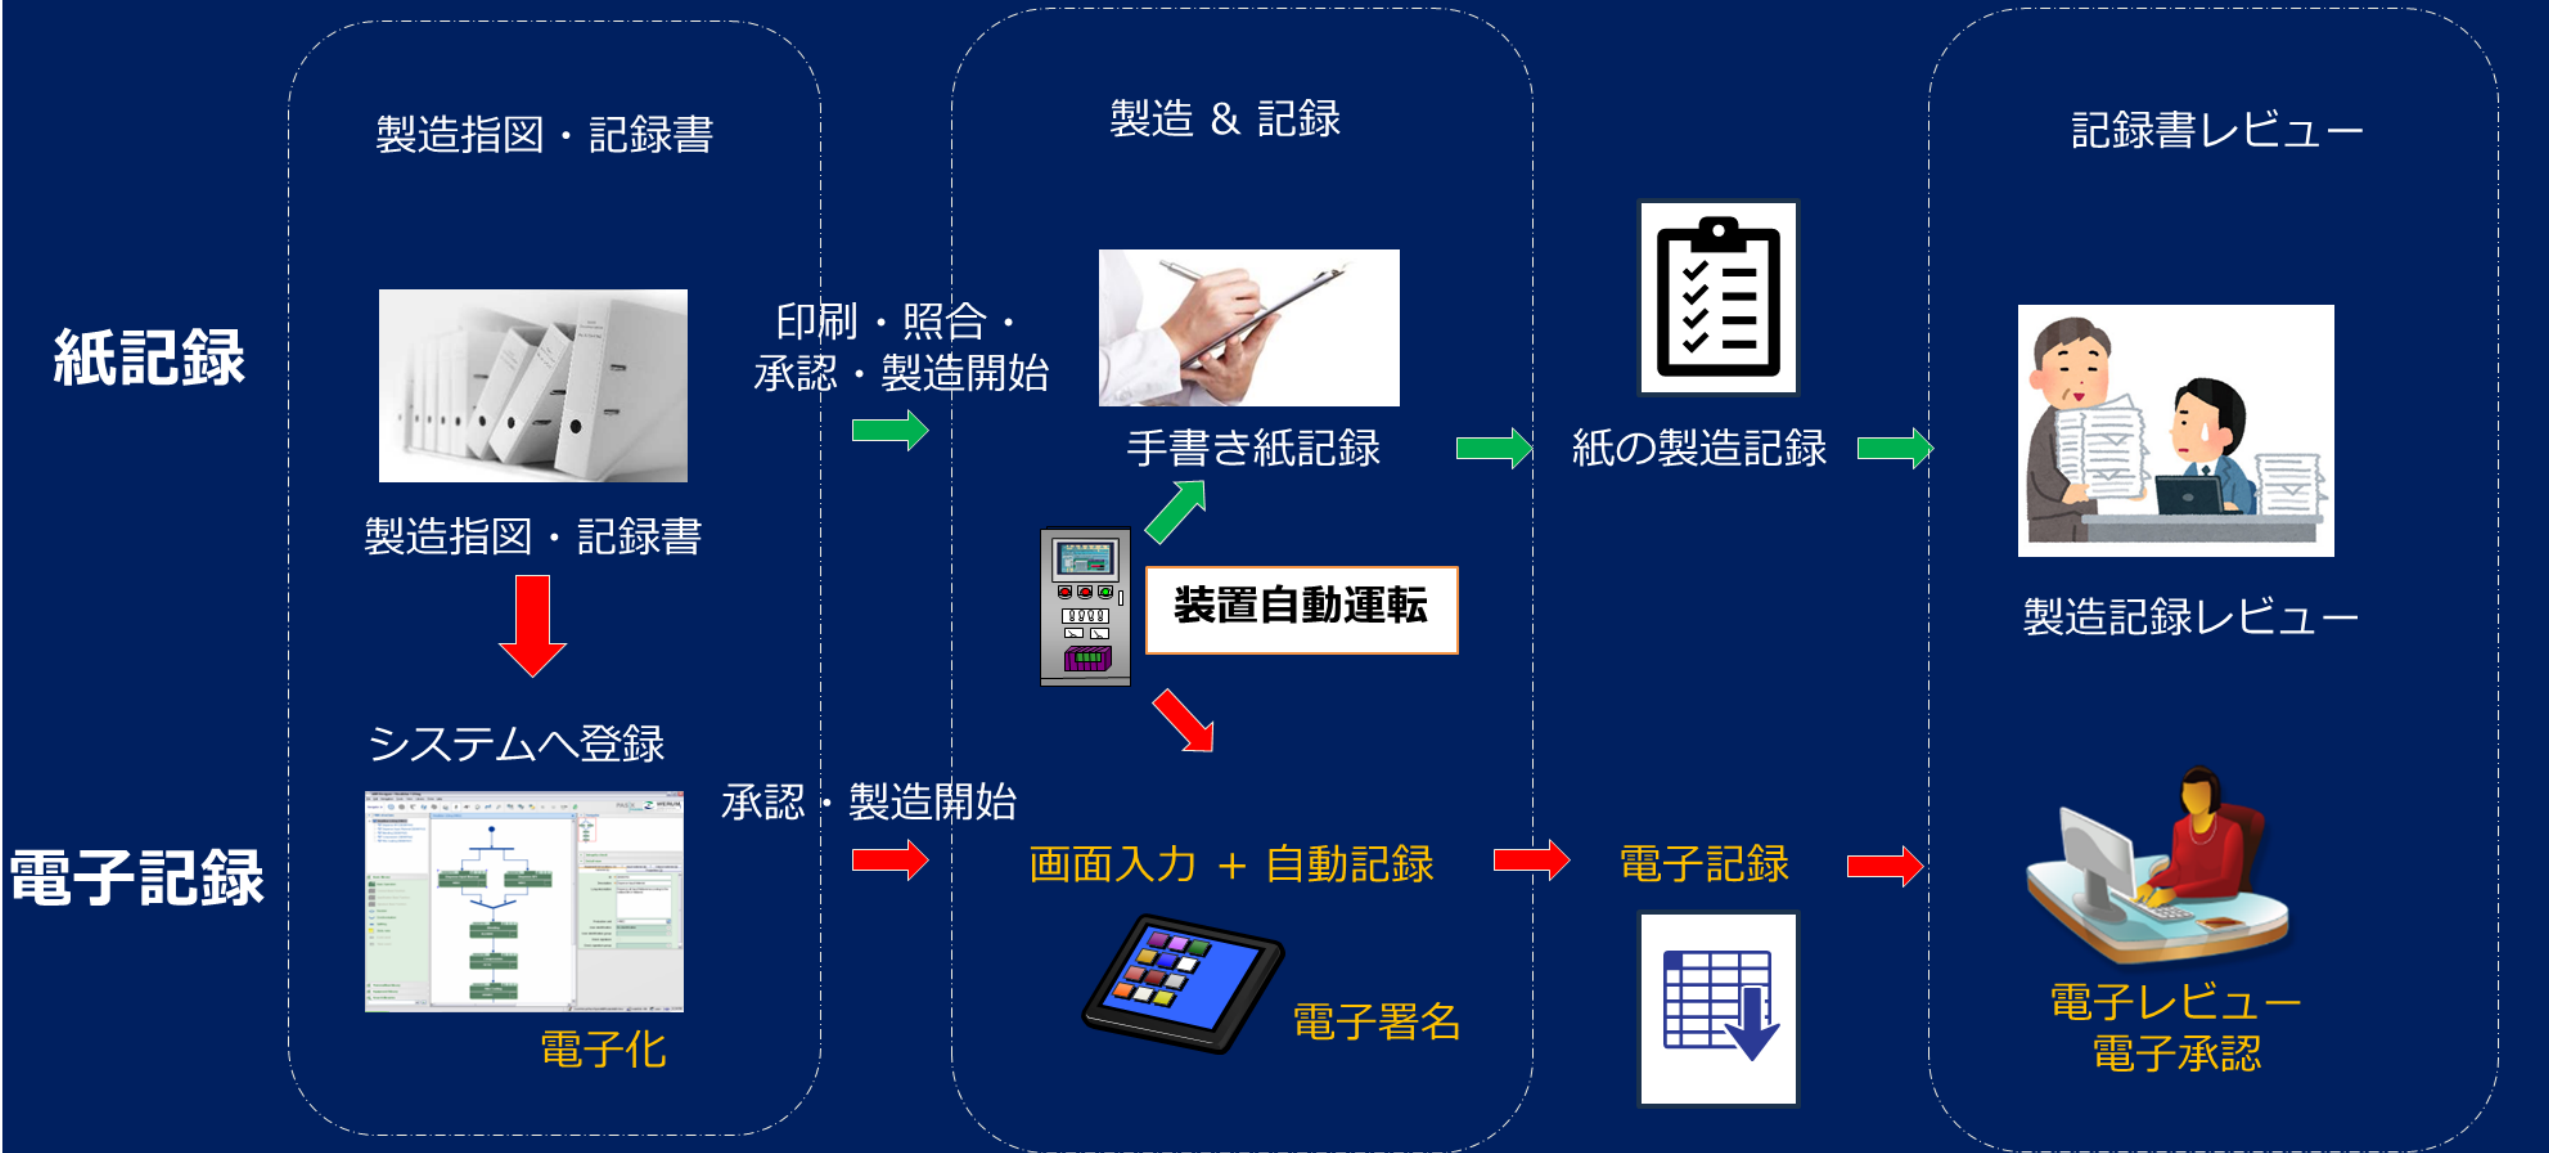 製造指図・記録書
製造 & 記録
記録書レビュー
紙記録
印刷・照合・
承認・製造開始
手書き紙記録
紙の製造記録
製造指図・記録書
装置自動運転
製造記録レビュー
システムへ登録
承認・製造開始
電子記録
画面入力 + 自動記録
電子記録
電子署名
電子化
電子レビュー
電子承認